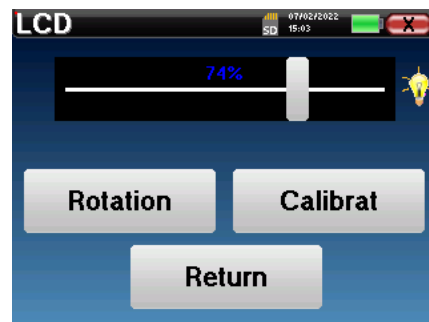 LCD
SD
07/02/2022
15:03
X
74%
Rotation
Calibrat
Return